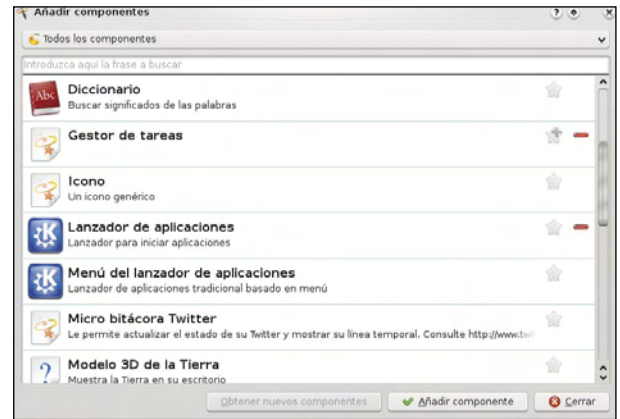 Añadir componentes
Todos los componentes
Introduzca aquí la frase a buscar
Abc
Diccionario
Buscar significados de las palabras
Gestor de tareas
Icono
Un icono genérico
Lanzador de aplicaciones
Lanzador para iniciar aplicaciones
Menú del lanzador de aplicaciones
Lanzador de aplicaciones tradicional basado en menú
Micro bitácora Twitter
Le permite actualizar el estado de su Twitter y mostrar su línea temporal. Consulte http://www.twi
Modelo 3D de la Tierra
Muestra la Tierra en su escritorio
Obtener nuevos componentes
Añadir componente
Cerrar